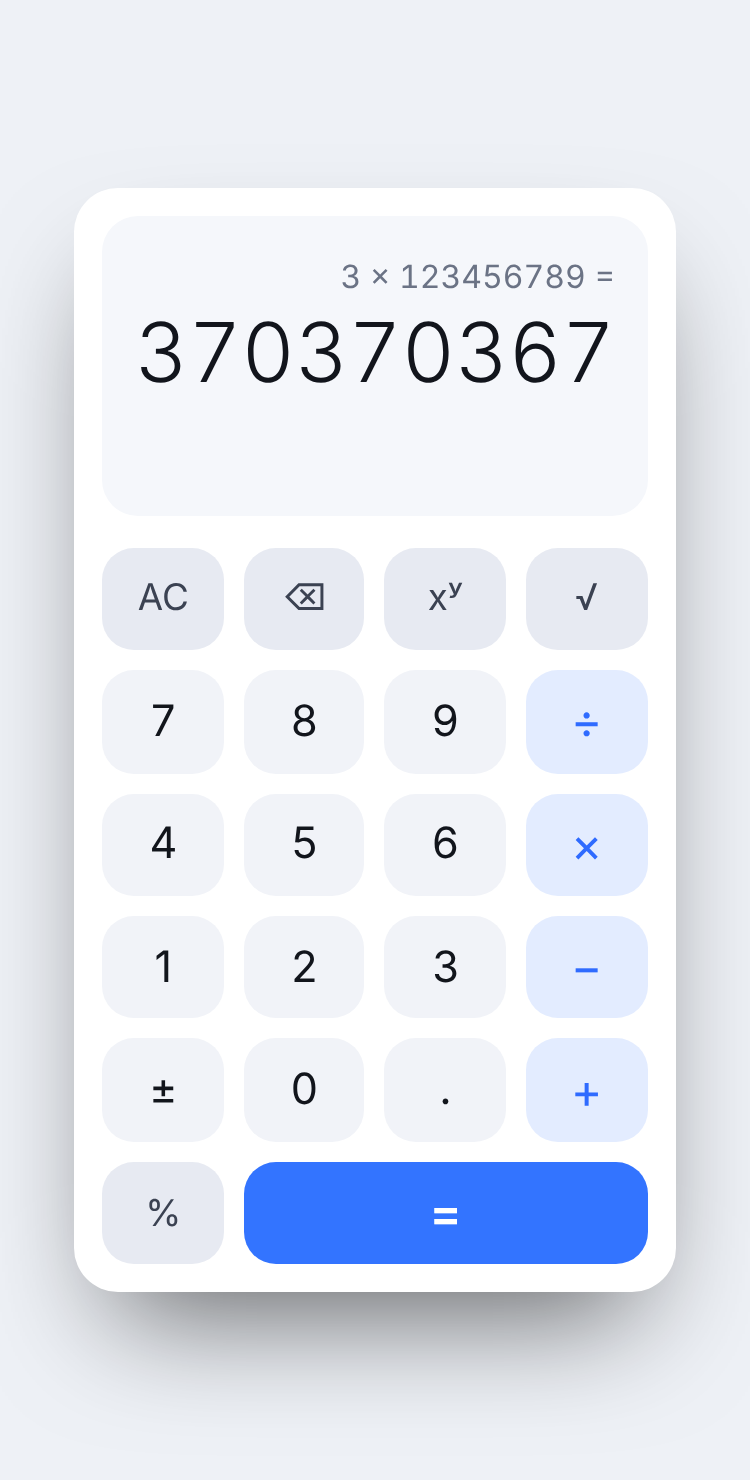 3 × 123456789 =
370370367
AC ⌫ xʸ √
7 8 9 ÷
4 5 6 ×
1 2 3 −
± 0 . +
% =